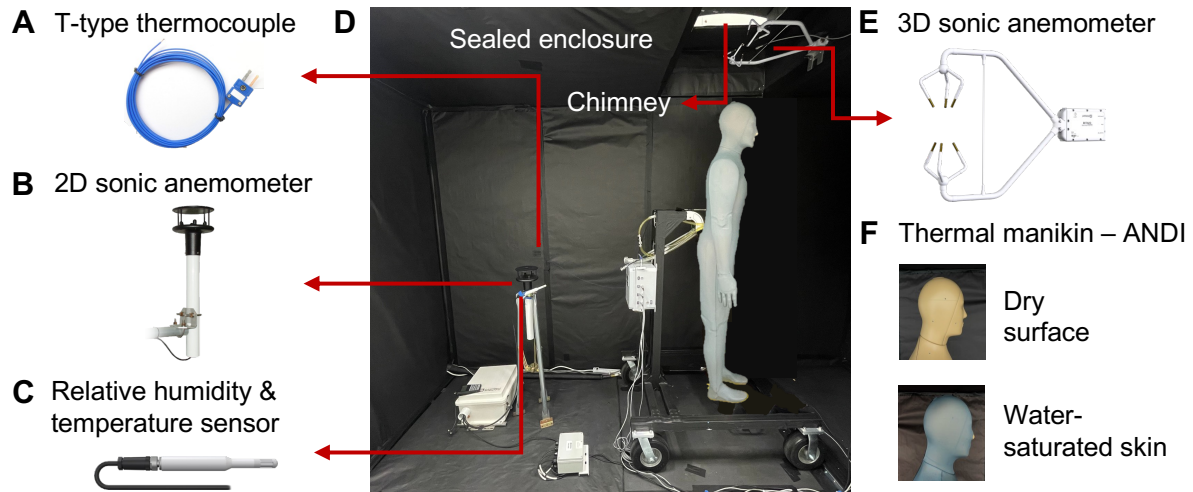 A T-type thermocouple
B 2D sonic anemometer
C Relative humidity &
temperature sensor
D
Sealed enclosure
Chimney
E 3D sonic anemometer
F Thermal manikin – ANDI
Dry
surface
Water-
saturated skin